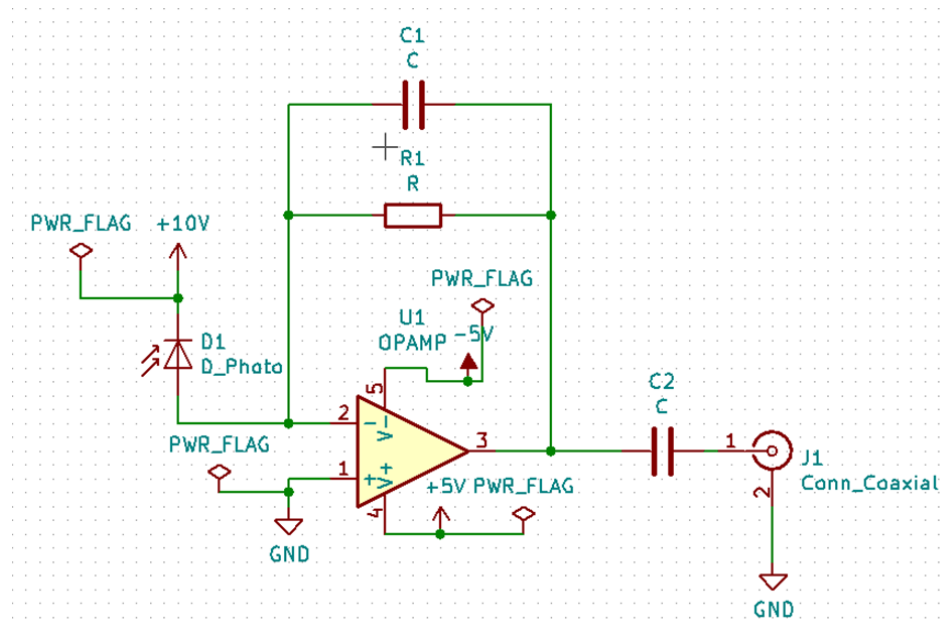 C1
C
R1
R
PWR_FLAG
+10V
PWR_FLAG
U1
OPAMP
-5V
D1
D_Photo
5
C2
C
2
-
V-
PWR_FLAG
3
1
J1
1
+
V+
+5V
PWR_FLAG
Conn_Coaxial
2
4
GND
GND